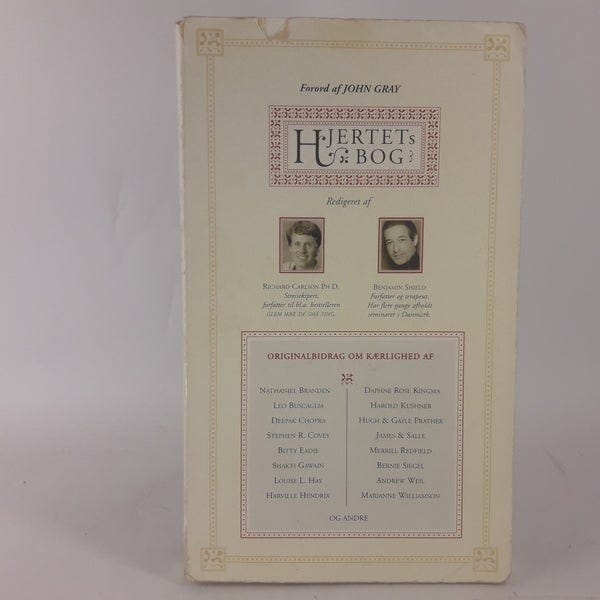 Forord af JOHN GRAY
HJERTETs
BOG
Redigeret af
RICHARD CARLSON PH.D.
Stressekspert.
forfatter til bl.a. bestselleren
GLEM IKKE DE SMÅ TING.
BENJAMIN SHIELD
Forfatter og terapeut
Har flere gange afholdt
seminarer i Danmark.
ORIGINALBIDRAG OM KÆRLIGHED AF
NATHANIEL BRANDEN
LEO BUSCAGLIA
DEEPAK CHOPRA
STEPHEN R. COVEY
BITTY EADIE
SHAKTI GAWAIN
LOUISE L. HAY
HARVILLE HENDRIX
DAPHNE ROSE KINGMA
HAROLD KUSHNER
HUGH & GAYLE PRATHER
JAMES & SALLE
MERRILL REDFIELD
BERNIE SIEGEL
ANDREW WEIL
MARIANNE WILLIAMSON
OG ANDRE